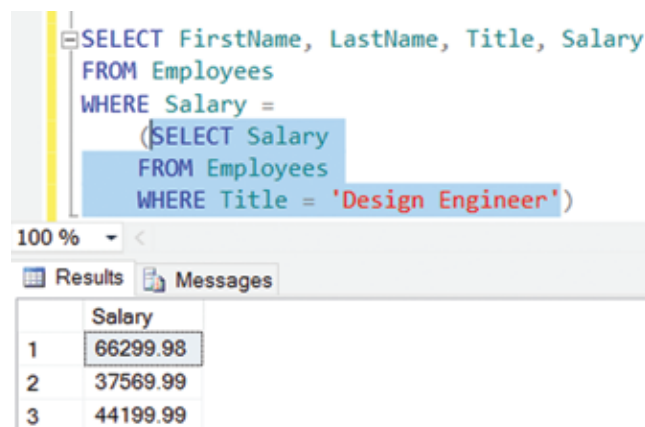 SELECT FirstName, LastName, Title, Salary
FROM Employees
WHERE Salary =
(SELECT Salary
FROM Employees
WHERE Title = 'Design Engineer')
100 %
Results Messages
Salary
1 66299.98
2 37569.99
3 44199.99